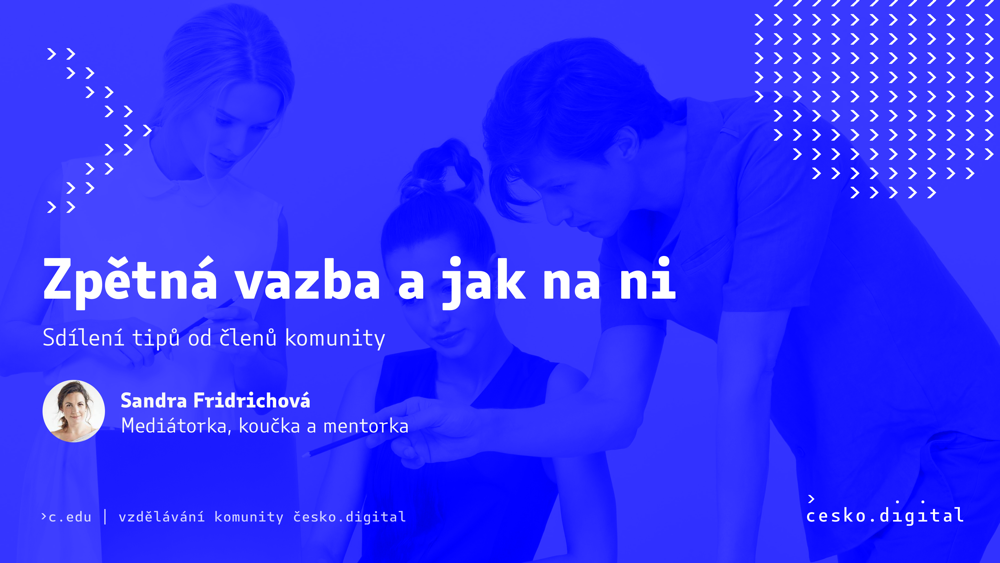 Zpětná vazba a jak na ni
Sdílení tipů od členů komunity
Sandra Fridrichová
Mediátorka, koučka a mentorka
›c.edu | vzdělávání komunity česko.digital
česko.digital